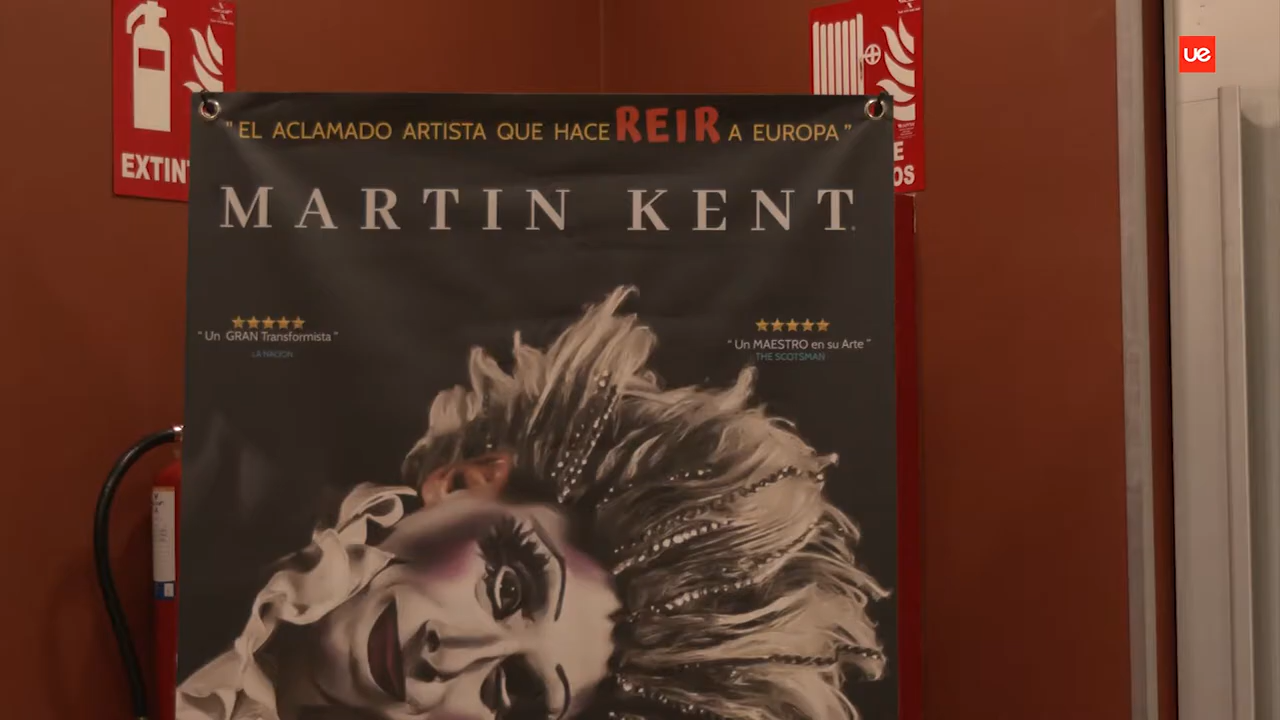 ue
EXTIN
E
OS
" EL ACLAMADO ARTISTA QUE HACE REIR A EUROPA "
MARTIN KENT
" Un GRAN Transformista "
LA NACION
" Un MAESTRO en su Arte "
THE SCOTSMAN